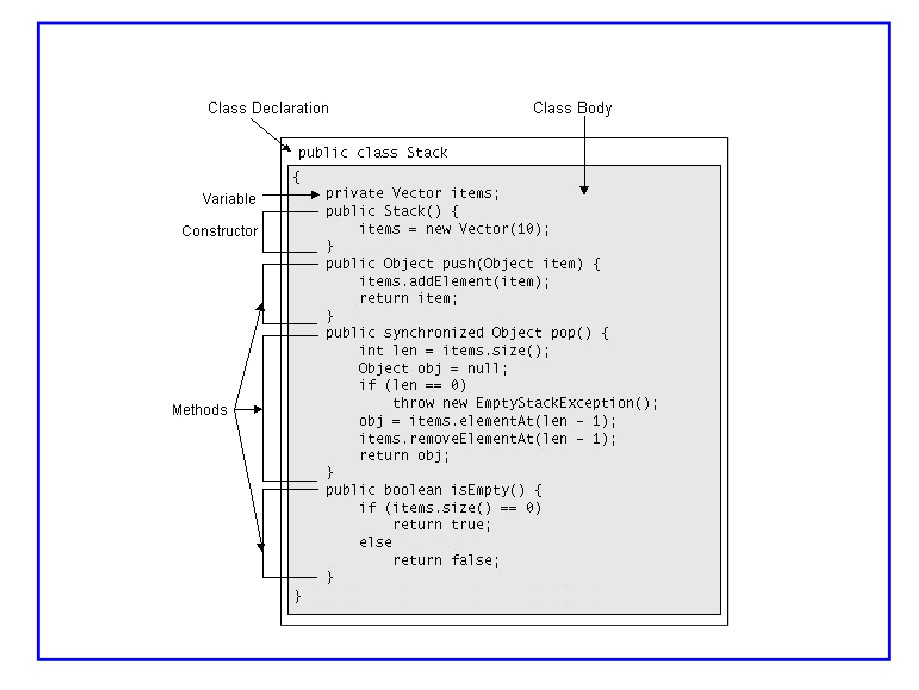 Class Declaration
Class Body
public class Stack
{
Variable
private Vector items;
public Stack() {
Constructor
items = new Vector(10);
}
public Object push(Object item) {
items.addElement(item);
return item;
}
public synchronized Object pop() {
int len = items.size();
Object obj = null;
if (len == 0)
throw new EmptyStackException();
Methods
obj = items.elementAt(len - 1);
items.removeElementAt(len - 1);
return obj;
}
public boolean isEmpty() {
if (items.size() == 0)
return true;
else
return false;
}
}